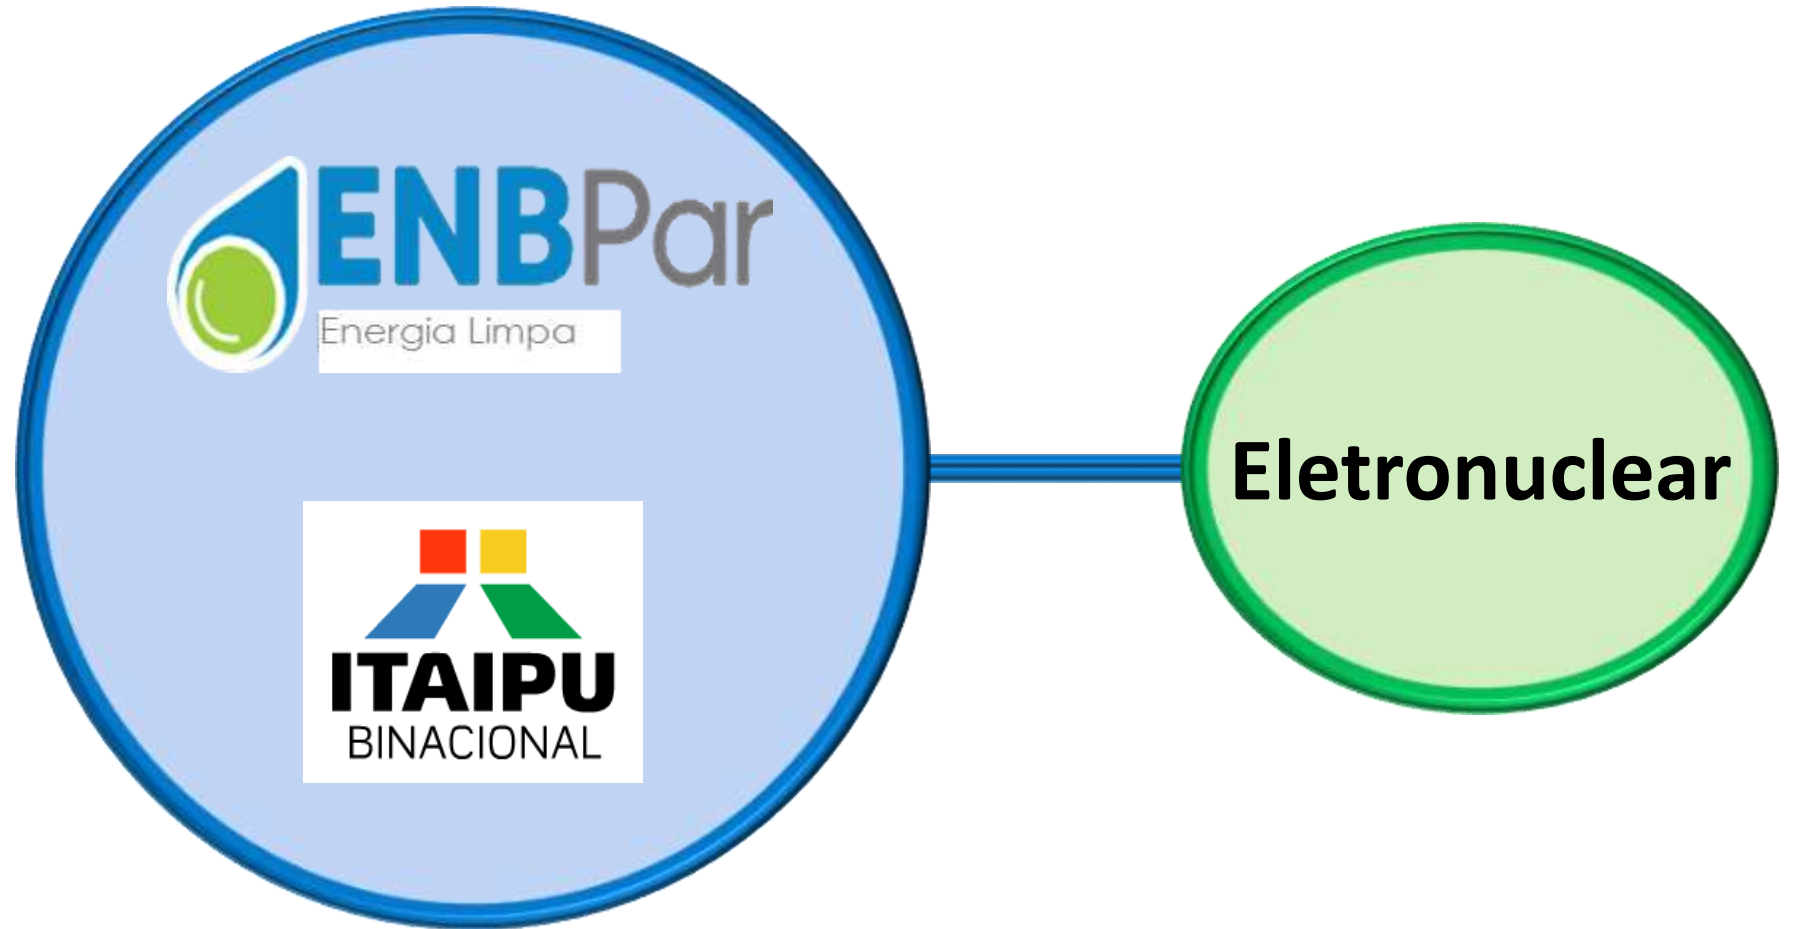 ENBPar
Energia Limpa
ITAIPU
BINACIONAL
Eletronuclear